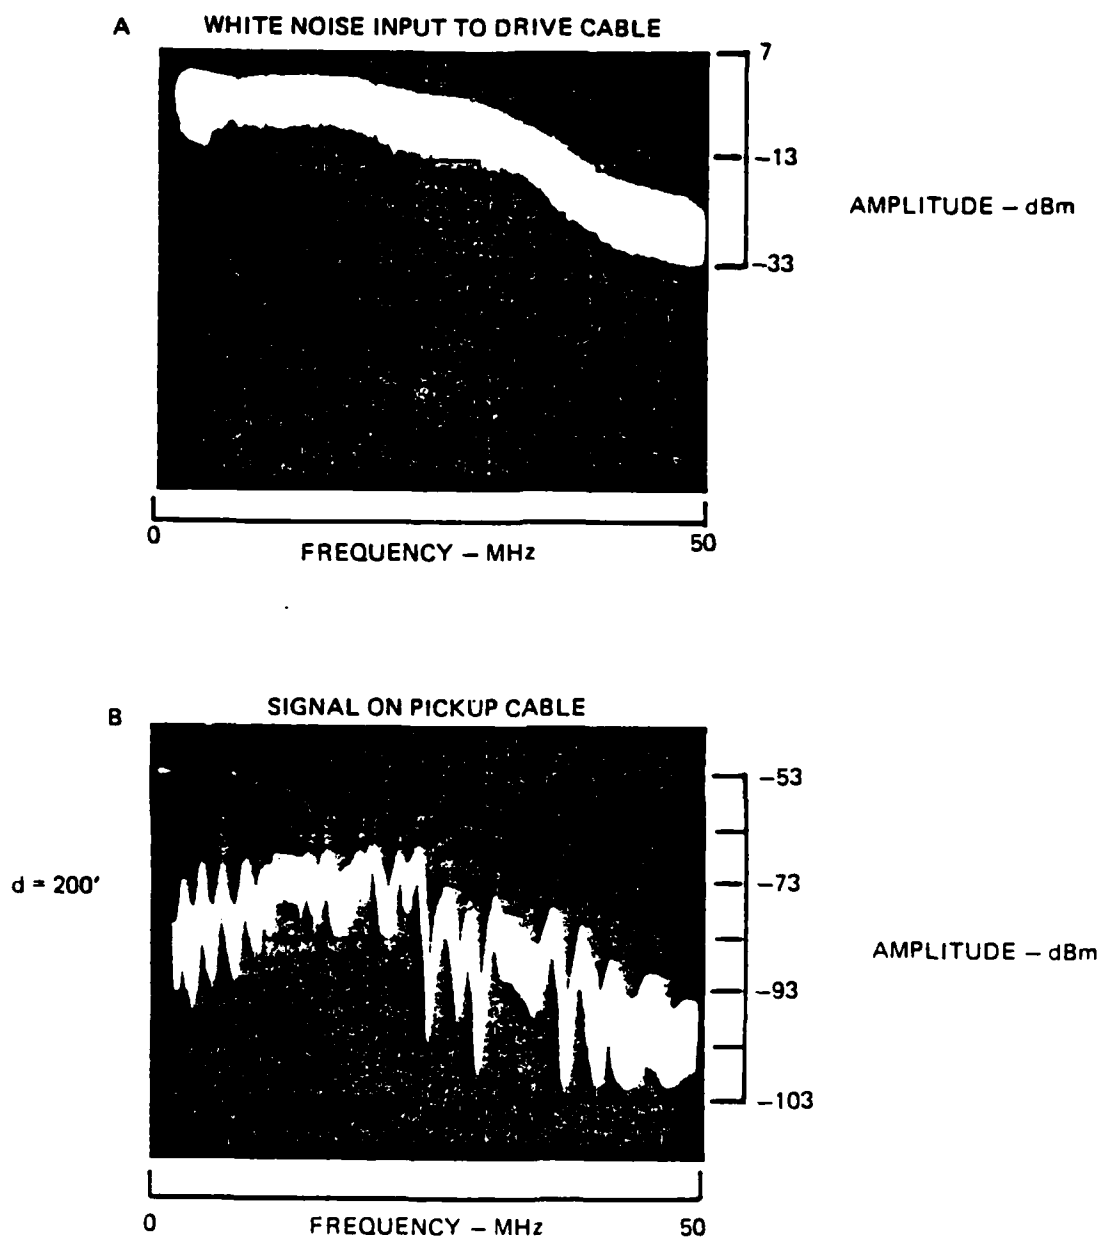 A
WHITE NOISE INPUT TO DRIVE CABLE
7
-13
AMPLITUDE – dBm
-33
0
50
FREQUENCY – MHz
B
SIGNAL ON PICKUP CABLE
-53
d = 200'
-73
AMPLITUDE – dBm
-93
-103
0
FREQUENCY – MHz
50